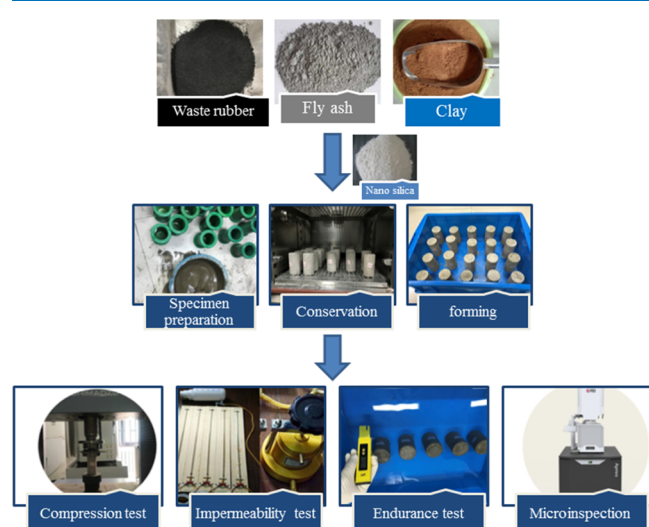 Waste rubber
Fly ash
Clay
Nano silica
Specimen
preparation
Conservation
forming
Compression test
Impermeability test
Endurance test
Microinspection